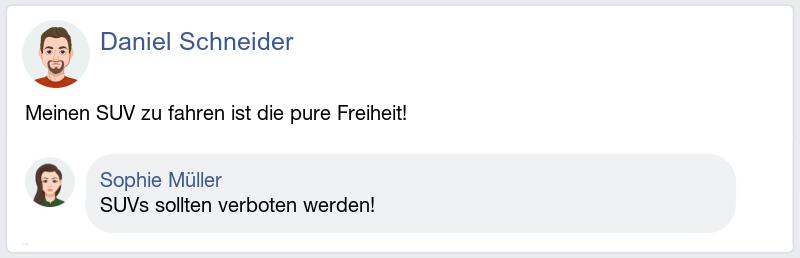 Daniel Schneider
Meinen SUV zu fahren ist die pure Freiheit!
Sophie Müller
SUVs sollten verboten werden!